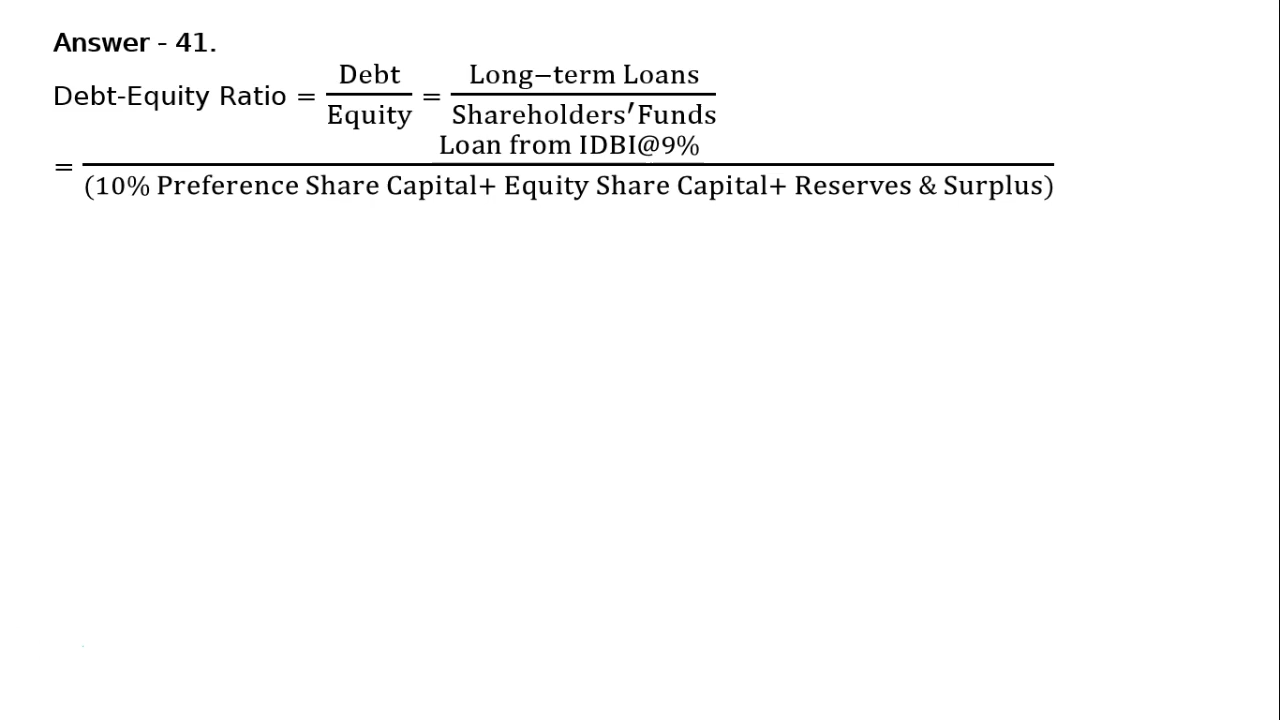 Answer - 41.
Debt-Equity Ratio = Debt/Equity = Long−term Loans/Shareholders′Funds
= Loan from IDBI@9%/(10% Preference Share Capital+ Equity Share Capital+ Reserves & Surplus)